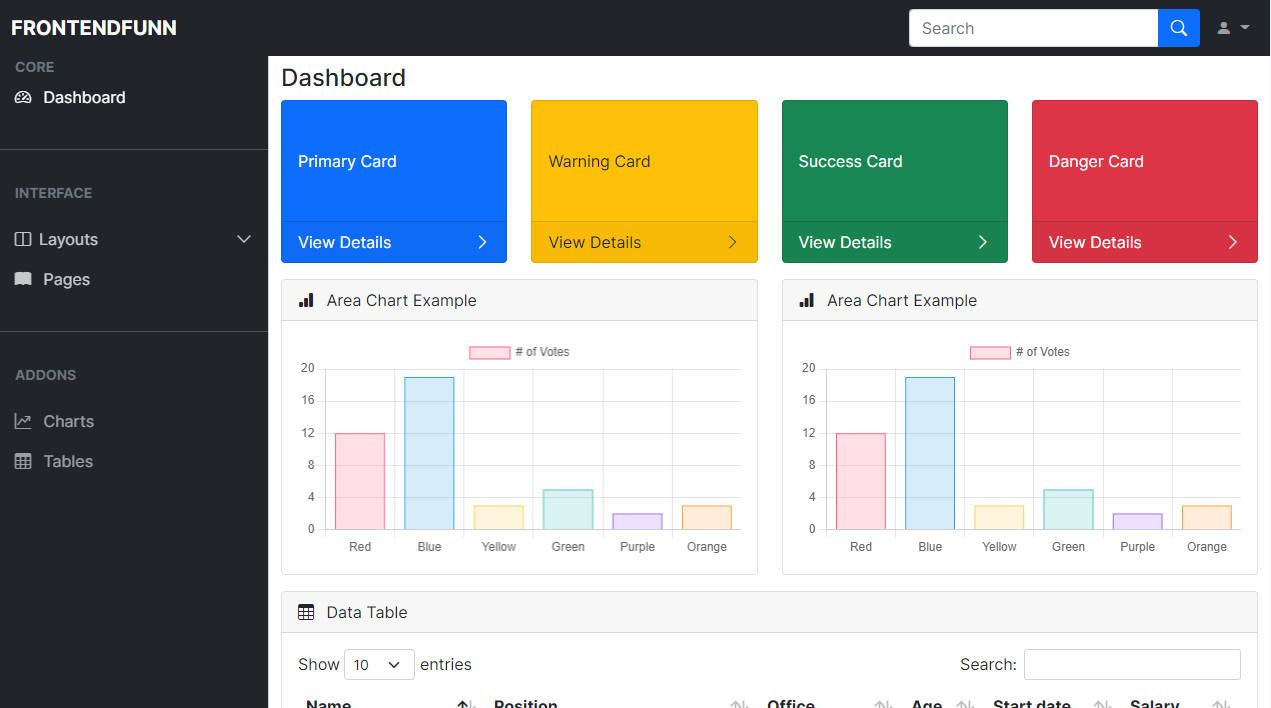 FRONTENDFUNN
Search
CORE
Dashboard
INTERFACE
Layouts
Pages
ADDONS
Charts
Tables
Dashboard
Primary Card
View Details
Warning Card
View Details
Success Card
View Details
Danger Card
View Details
Area Chart Example
# of Votes
20
16
12
8
4
0
Red Blue Yellow Green Purple Orange
Area Chart Example
# of Votes
20
16
12
8
4
0
Red Blue Yellow Green Purple Orange
Data Table
Show 10 entries Search:
Name Position Office Age Start date Salary